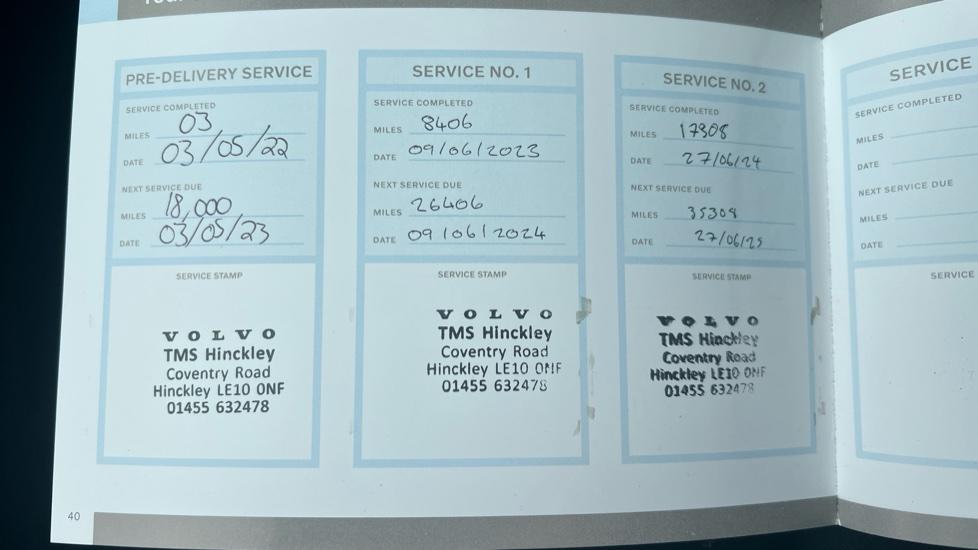 PRE-DELIVERY SERVICE
SERVICE COMPLETED
MILES 03
DATE 03/05/22
NEXT SERVICE DUE
MILES 18,000
DATE 03/05/23
SERVICE STAMP
VOLVO
TMS Hinckley
Coventry Road
Hinckley LE10 0NF
01455 632478
SERVICE NO. 1
SERVICE COMPLETED
MILES 8406
DATE 09/06/2023
NEXT SERVICE DUE
MILES 26406
DATE 09/06/2024
SERVICE STAMP
VOLVO
TMS Hinckley
Coventry Road
Hinckley LE10 0NF
01455 632478
SERVICE NO. 2
SERVICE COMPLETED
MILES 17308
DATE 27/06/24
NEXT SERVICE DUE
MILES 35308
DATE 27/06/25
SERVICE STAMP
VOLVO
TMS Hinckley
Coventry Road
Hinckley LE10 0NF
01455 632478
SERVICE
SERVICE COMPLETED
MILES
DATE
NEXT SERVICE DUE
MILES
DATE
SERVICE
40